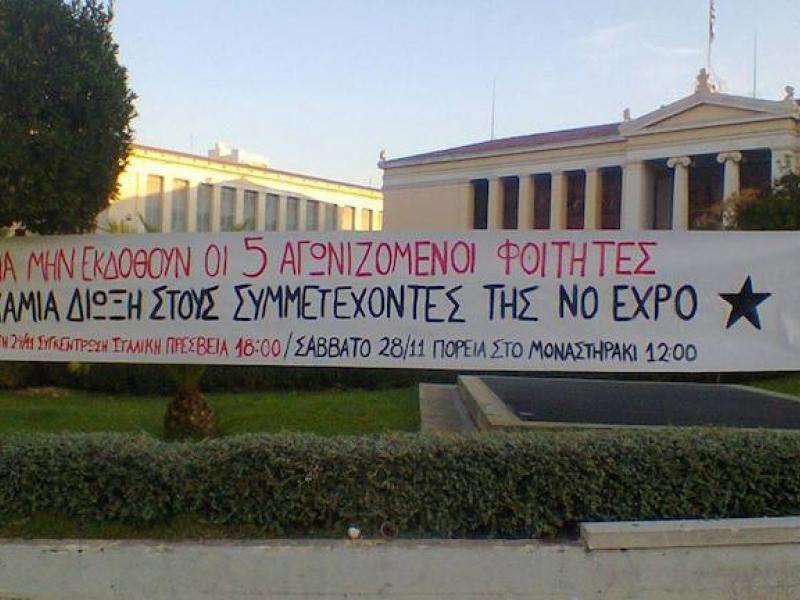 ΝΑ ΜΗΝ ΕΚΔΟΘΟΥΝ ΟΙ 5 ΑΓΩΝΙΖΟΜΕΝΟΙ ΦΟΙΤΗΤΕΣ
ΚΑΜΙΑ ΔΙΩΞΗ ΣΤΟΥΣ ΣΥΜΜΕΤΕΧΟΝΤΕΣ ΤΗΣ NO EXPO
ΣΥΓΚΕΝΤΡΩΣΗ ΙΤΑΛΙΚΗ ΠΡΕΣΒΕΙΑ 18:00 / ΣΑΒΒΑΤΟ 28/11 ΠΟΡΕΙΑ ΣΤΟ ΜΟΝΑΣΤΗΡΑΚΙ 12:00